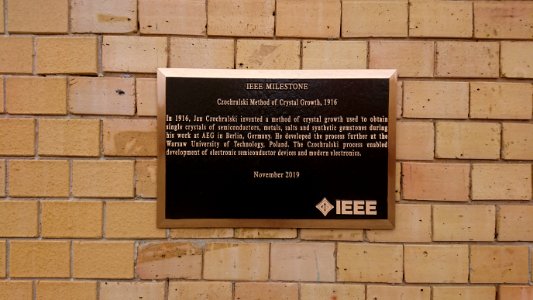 IEEE MILESTONE
Czochralski Method of Crystal Growth, 1916
In 1916, Jan Czochralski invented a method of crystal growth used to obtain
single crystals of semiconductors, metals, salts and synthetic gemstones during
his work at AEG in Berlin, Germany. He developed the process further at the
Warsaw University of Technology, Poland. The Czochralski process enabled
development of electronic semiconductor devices and modern electronics.
November 2019
IEEE